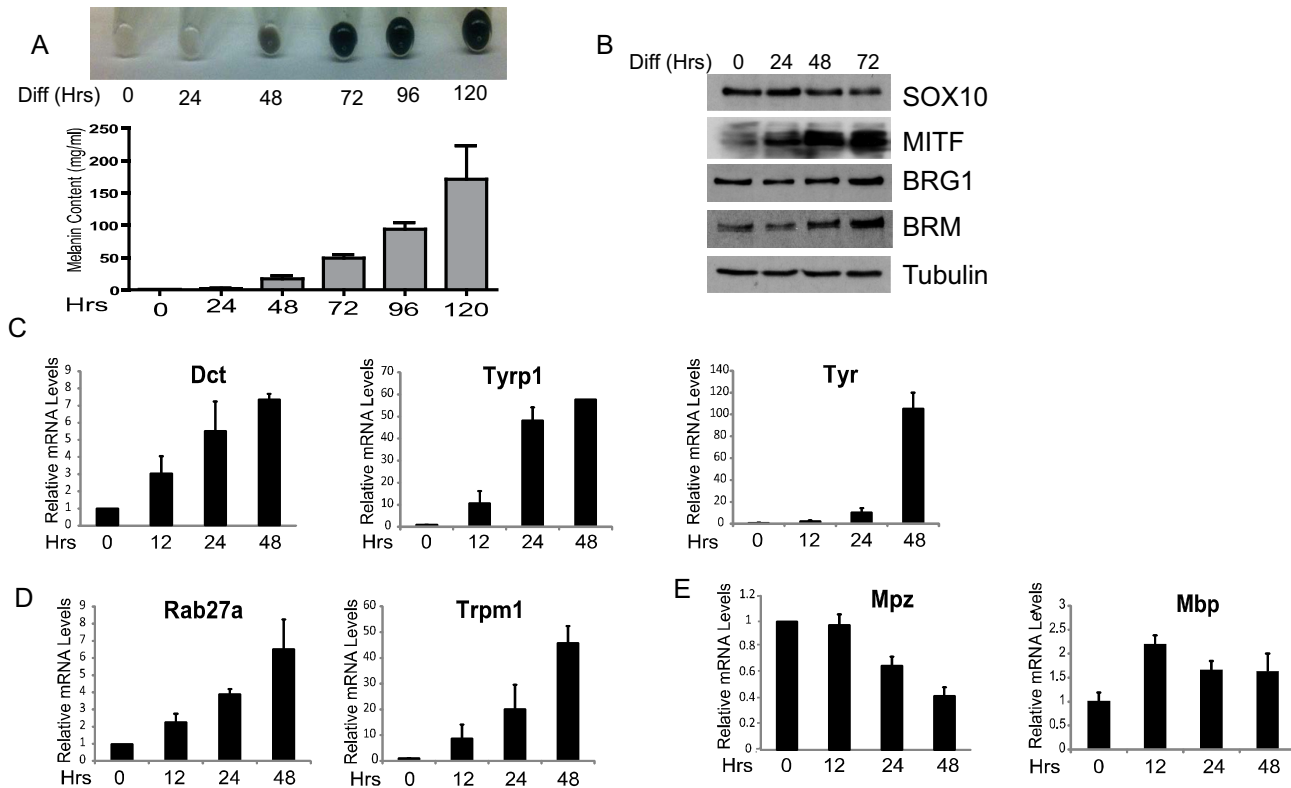 A
Diff (Hrs) 0 24 48 72 96 120
Melanin Content (mg/ml)
250
200
150
100
50
0
Hrs 0 24 48 72 96 120
B
Diff (Hrs) 0 24 48 72
SOX10
MITF
BRG1
BRM
Tubulin
C
Dct
Relative mRNA Levels
9
8
7
6
5
4
3
2
1
0
Hrs 0 12 24 48
Tyrp1
Relative mRNA Levels
70
60
50
40
30
20
10
0
Hrs 0 12 24 48
Tyr
Relative mRNA Levels
140
120
100
80
60
40
20
0
Hrs 0 12 24 48
D
Rab27a
Relative mRNA Levels
9
8
7
6
5
4
3
2
1
0
Hrs 0 12 24 48
Trpm1
Relative mRNA Levels
60
50
40
30
20
10
0
Hrs 0 12 24 48
E
Mpz
Relative mRNA Levels
1.2
1
0.8
0.6
0.4
0.2
0
Hrs 0 12 24 48
Mbp
Relative mRNA Levels
3
2.5
2
1.5
1
0.5
0
Hrs 0 12 24 48